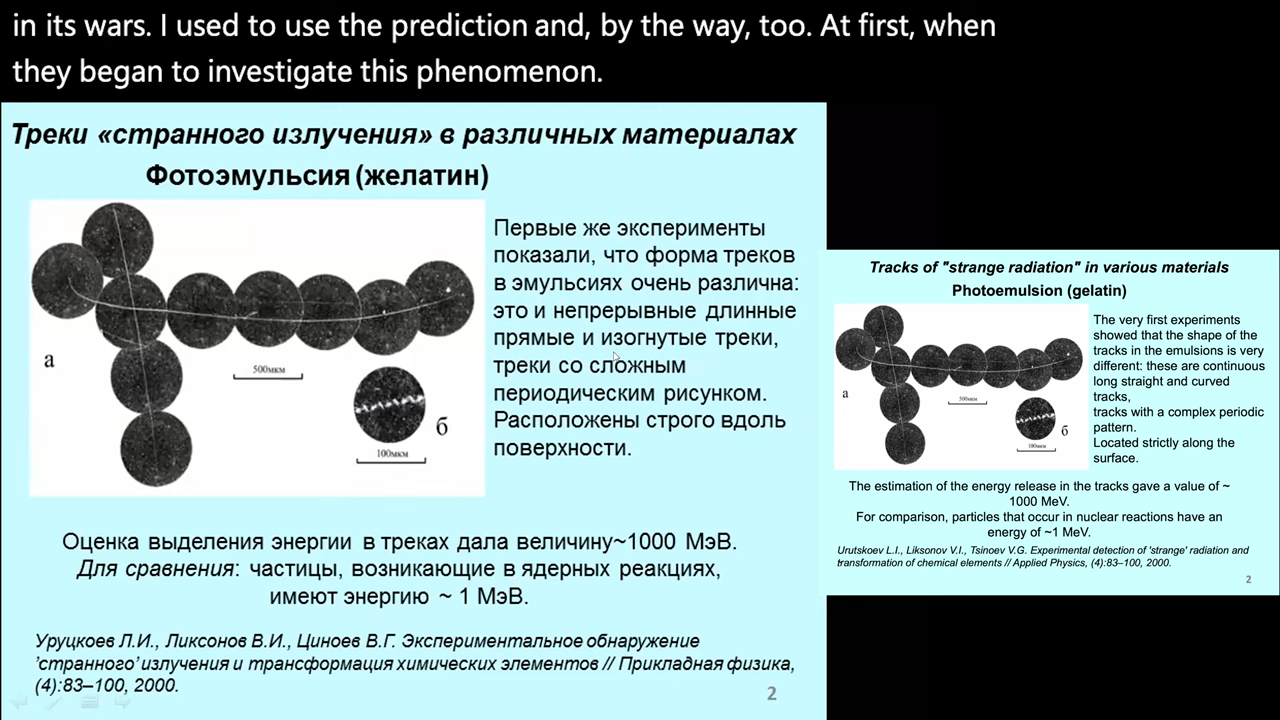 in its wars. I used to use the prediction and, by the way, too. At first, when
they began to investigate this phenomenon.
Треки «странного излучения» в различных материалах
Фотоэмульсия (желатин)
а
500мкм
б
100мкм
Первые же эксперименты
показали, что форма треков
в эмульсиях очень различна:
это и непрерывные длинные
прямые и изогнутые треки,
треки со сложным
периодическим рисунком.
Расположены строго вдоль
поверхности.
Оценка выделения энергии в треках дала величину~1000 МэВ.
Для сравнения: частицы, возникающие в ядерных реакциях,
имеют энергию ~ 1 МэВ.
Уруцкоев Л.И., Ликсонов В.И., Циноев В.Г. Экспериментальное обнаружение
'странного' излучения и трансформация химических элементов // Прикладная физика,
(4):83–100, 2000.
2
Tracks of "strange radiation" in various materials
Photoemulsion (gelatin)
а
500мкм
б
100мкм
The very first experiments
showed that the shape of the
tracks in the emulsions is very
different: these are continuous
long straight and curved
tracks,
tracks with a complex periodic
pattern.
Located strictly along the
surface.
The estimation of the energy release in the tracks gave a value of ~
1000 MeV.
For comparison, particles that occur in nuclear reactions have an
energy of ~1 MeV.
Urutskoev L.I., Liksonov V.I., Tsinoev V.G. Experimental detection of 'strange' radiation and
transformation of chemical elements // Applied Physics, (4):83–100, 2000.
2